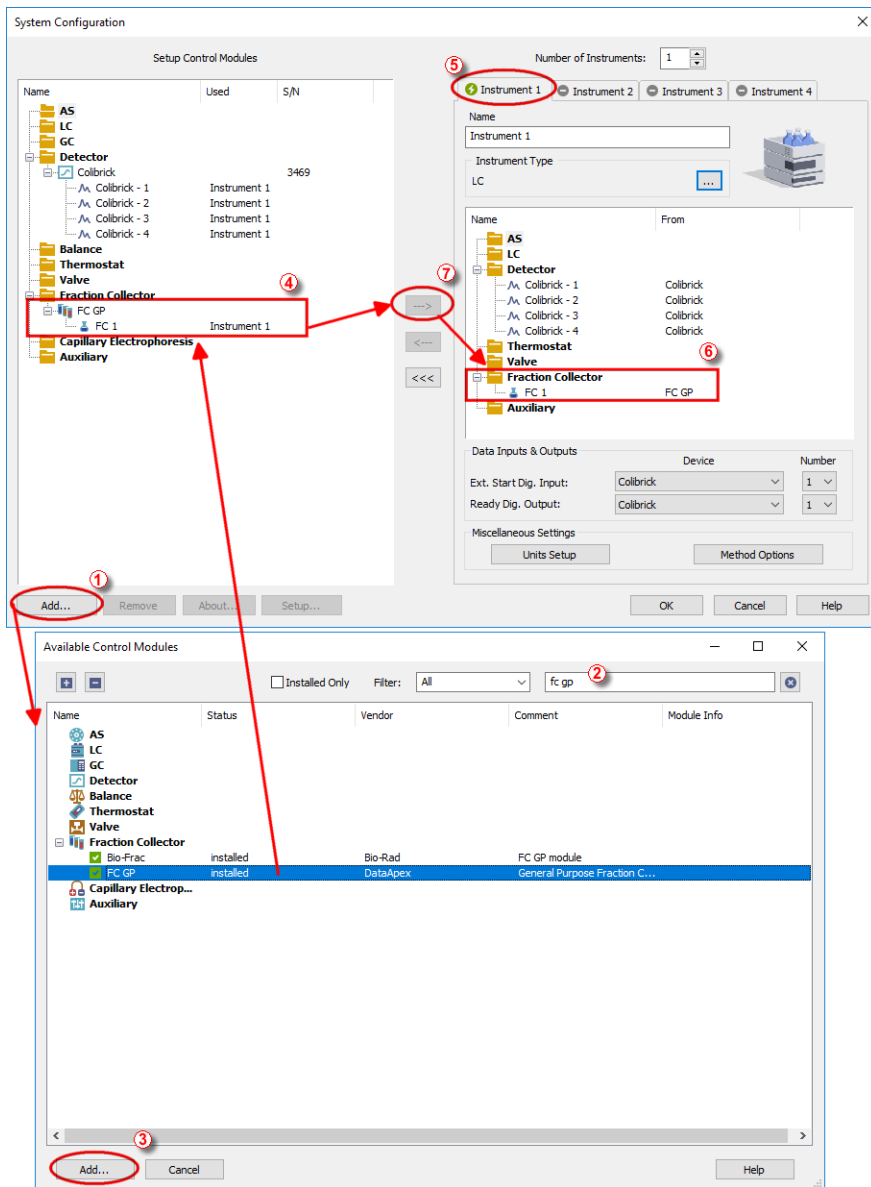 System Configuration
Setup Control Modules
Number of Instruments: 1
5
Name Used S/N
AS
LC
GC
Detector
Colibrick 3469
Colibrick - 1 Instrument 1
Colibrick - 2 Instrument 1
Colibrick - 3 Instrument 1
Colibrick - 4 Instrument 1
Balance
Thermostat
Valve
4
Fraction Collector
FC GP
FC 1 Instrument 1
Capillary Electrophoresis
Auxiliary
7
--->
<---
<<<
Instrument 1 Instrument 2 Instrument 3 Instrument 4
Name
Instrument 1
Instrument Type
LC ...
Name From
AS
LC
Detector
Colibrick - 1 Colibrick
Colibrick - 2 Colibrick
Colibrick - 3 Colibrick
Colibrick - 4 Colibrick
Thermostat
6
Valve
Fraction Collector
FC 1 FC GP
Auxiliary
Data Inputs & Outputs
Device Number
Ext. Start Dig. Input: Colibrick 1
Ready Dig. Output: Colibrick 1
Miscellaneous Settings
Units Setup Method Options
1
Add... Remove About... Setup... OK Cancel Help
Available Control Modules
2
Installed Only Filter: All fc gp
Name Status Vendor Comment Module Info
AS
LC
GC
Detector
Balance
Thermostat
Valve
Fraction Collector
Bio-Frac installed Bio-Rad FC GP module
FC GP installed DataApex General Purpose Fraction C...
Capillary Electrop...
Auxiliary
3
Add... Cancel Help